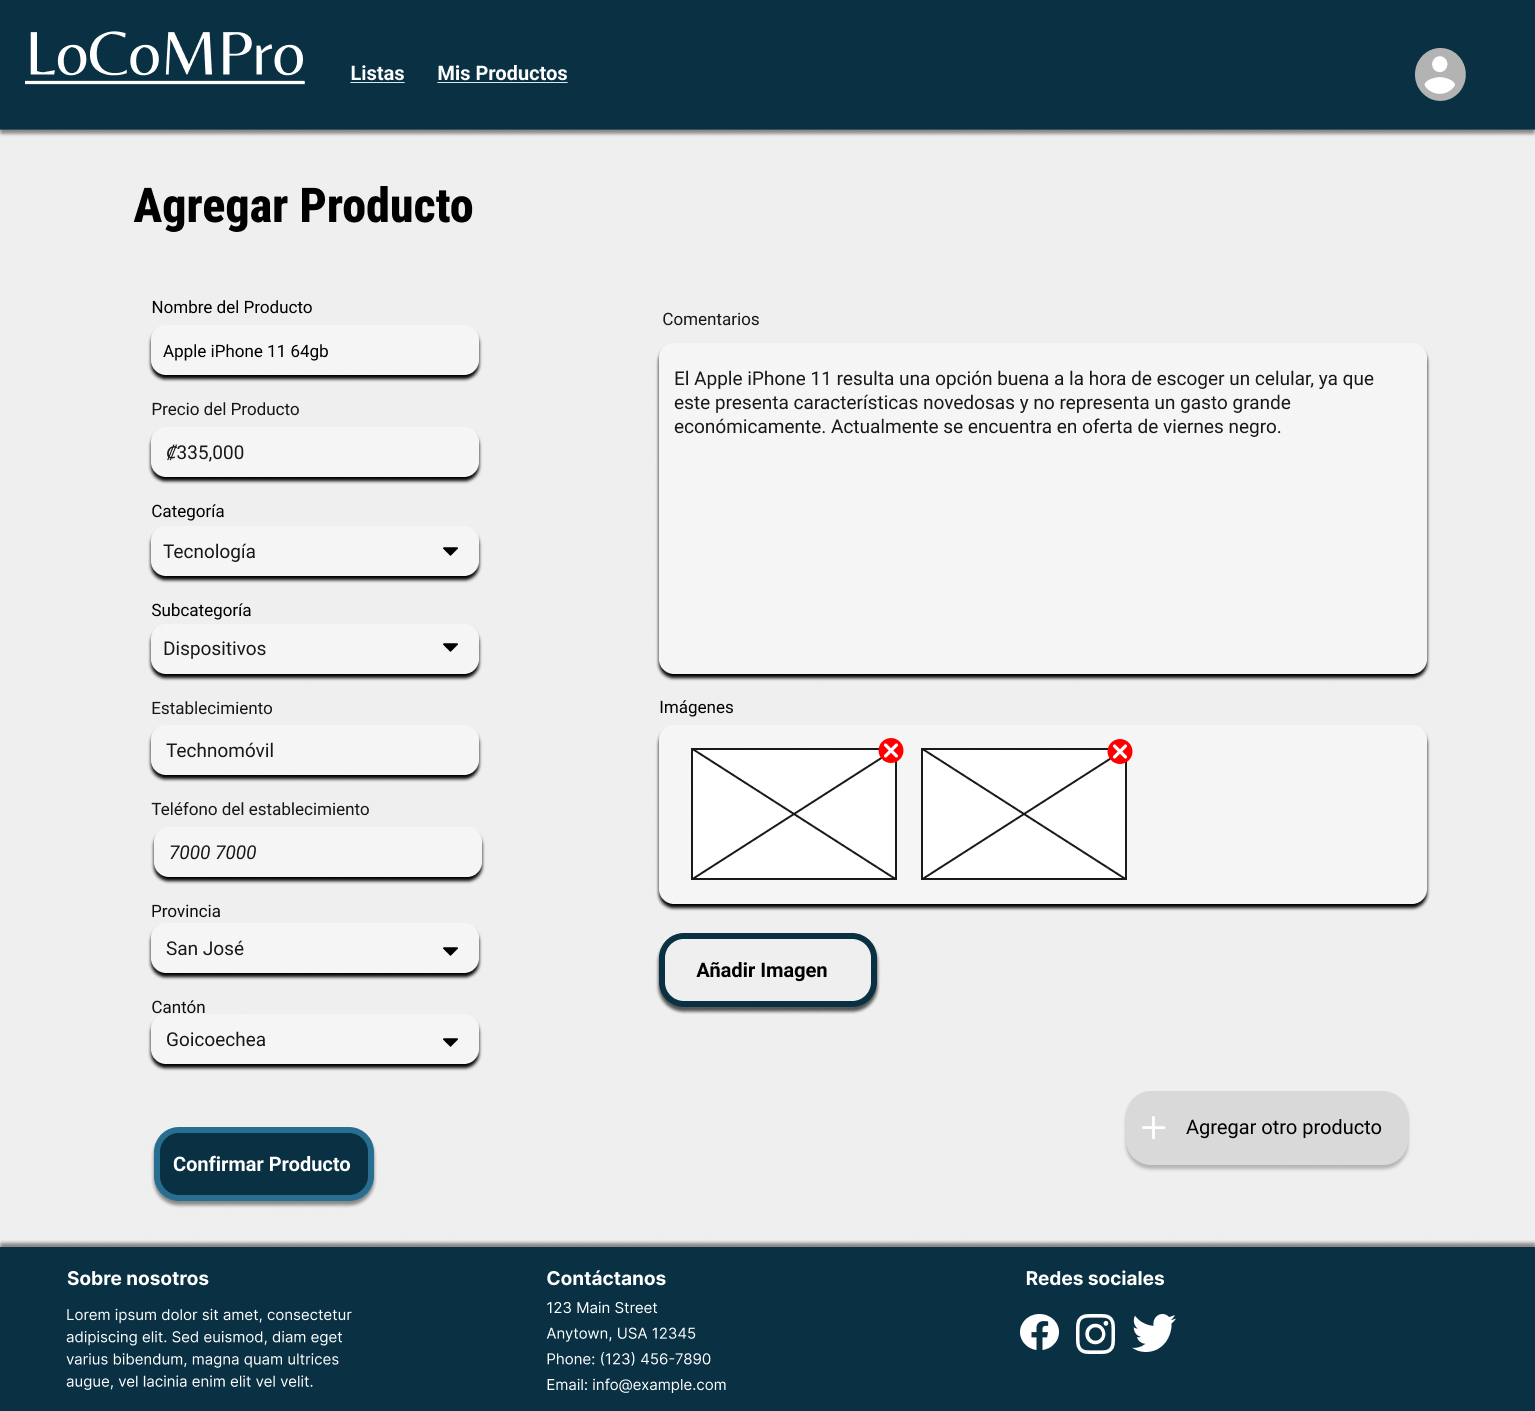 LoCoMPro
Listas
Mis Productos
Agregar Producto
Nombre del Producto
Apple iPhone 11 64gb
Precio del Producto
₡335,000
Categoría
Tecnología
Subcategoría
Dispositivos
Establecimiento
Technomóvil
Teléfono del establecimiento
7000 7000
Provincia
San José
Cantón
Goicoechea
Confirmar Producto
Comentarios
El Apple iPhone 11 resulta una opción buena a la hora de escoger un celular, ya que
este presenta características novedosas y no representa un gasto grande
económicamente. Actualmente se encuentra en oferta de viernes negro.
Imágenes
Añadir Imagen
Agregar otro producto
Sobre nosotros
Lorem ipsum dolor sit amet, consectetur
adipiscing elit. Sed euismod, diam eget
varius bibendum, magna quam ultrices
augue, vel lacinia enim elit vel velit.
Contáctanos
123 Main Street
Anytown, USA 12345
Phone: (123) 456-7890
Email: info@example.com
Redes sociales